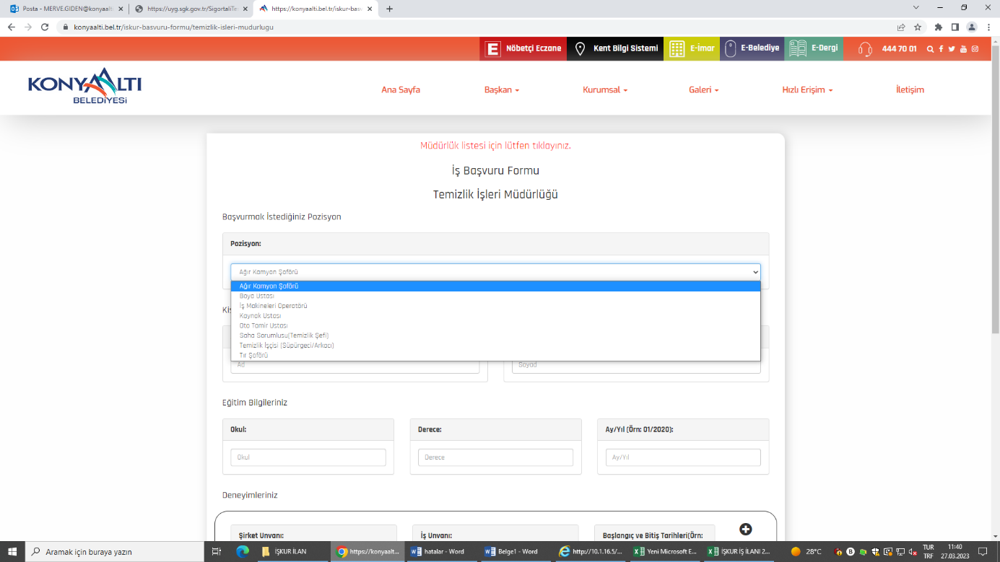 Posta - MERVE.GIDEN@konyaalti
https://uyg.sgk.gov.tr/SigortaliTe
https://konyaalti.bel.tr/iskur-bas
konyaalti.bel.tr/iskur-basvuru-formu/temizlik-isleri-mudurlugu
E Nöbetçi Eczane
Kent Bilgi Sistemi
E-İmar
E-Belediye
E-Dergi
444 70 01
KONYAALTI
BELEDİYESİ
Ana Sayfa
Başkan
Kurumsal
Galeri
Hızlı Erişim
İletişim
Müdürlük listesi için lütfen tıklayınız.
İş Başvuru Formu
Temizlik İşleri Müdürlüğü
Başvurmak İstediğiniz Pozisyon
Pozisyon:
Ağır Kamyon Şoförü
Ağır Kamyon Şoförü
Boya Ustası
İş Makineleri Operatörü
Kiş
Kaynak Ustası
Oto Tamir Ustası
Saha Sorumlusu(Temizlik Şefi)
Temizlik İşçisi (Süpürgeci/Arkacı)
Tır Şoförü
Ad
Soyad
Eğitim Bilgileriniz
Okul:
Derece:
Ay/Yıl (Örn: 01/2020):
Okul
Derece
Ay/Yıl
Deneyimleriniz
Şirket Unvanı:
İş Unvanı:
Başlangıç ve Bitiş Tarihleri(Örn:
Aramak için buraya yazın
İŞKUR İLAN
https://konyaalt...
hatalar - Word
Belge1 - Word
http://10.1.16.5/...
Yeni Microsoft E...
İŞKUR İŞ İLANI 2...
28°C
TUR
TRF
11:40
27.03.2023